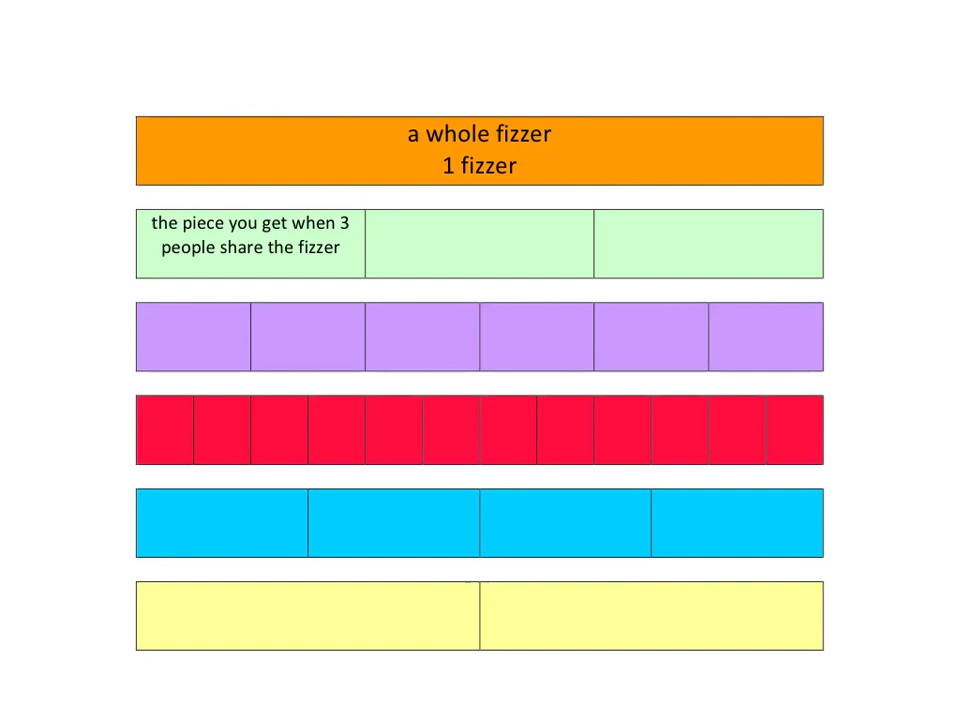 a whole fizzer
1 fizzer
the piece you get when 3
people share the fizzer